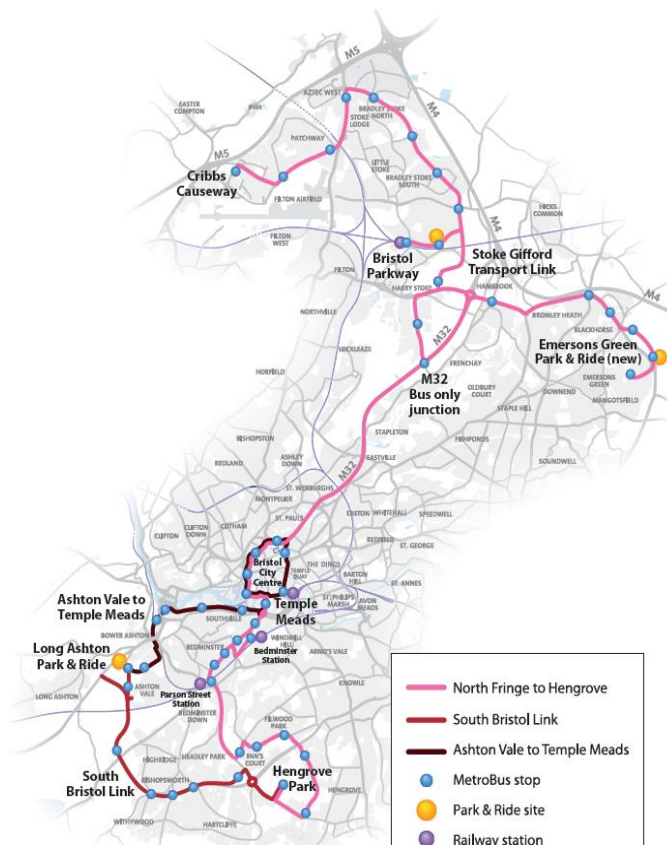 M5
EASTER
COMPTON
AZTEC WEST
M4
BRADLEY STOKE
NORTH
STOKE
LODGE
PATCHWAY
M5
LITTLE
STOKE
BRADLEY STOKE
SOUTH
Cribbs
Causeway
FILTON AIRFIELD
M4
HICKS
COMMON
FILTON
WEST
Bristol
Parkway
Stoke Gifford
Transport Link
FILTON
HARRY STOKE
HAMBROOK
M4
NORTHVILLE
M32
BROMLEY HEATH
BLACKHORSE
LOCKLEAZE
Emersons Green
Park & Ride (new)
FRENCHAY
HORFIELD
M32
Bus only
junction
OLDBURY
COURT
EMERSONS
GREEN
DOWNEND
MANGOTSFIELD
STAPLE HILL
STAPLETON
BISHOPSTON
FISHPONDS
EASTVILLE
SOUNDWELL
REDLAND
ASHLEY
DOWN
M32
ST. WERBURGHS
MONTPELIER
CLIFTON
DOWN
COTHAM
ST. PAULS
EASTON
WHITEHALL
SPEEDWELL
CLIFTON
REDFIELD
ST. GEORGE
Bristol
City
Centre
TEMPLE
QUAY
THE DINGS
BARTON
HILL
ST. ANNES
Ashton Vale to
Temple Meads
ST. PHILIPS
MARSH
AVON
MEADS
SOUTHVILLE
Temple
Meads
BOWER ASHTON
Long Ashton
Park & Ride
BEDMINSTER
WINDMILL
HILL
Bedminster
Station
ARNO'S VALE
LONG ASHTON
ASHTON
VALE
Parson Street
Station
KNOWLE
BEDMINSTER
DOWN
FILWOOD
PARK
HIGHRIDGE
HEADLEY PARK
INN'S
COURT
South
Bristol Link
BISHOPSWORTH
Hengrove
Park
HENGROVE
WITHYWOOD
HARTCLIFFE
North Fringe to Hengrove
South Bristol Link
Ashton Vale to Temple Meads
MetroBus stop
Park & Ride site
Railway station